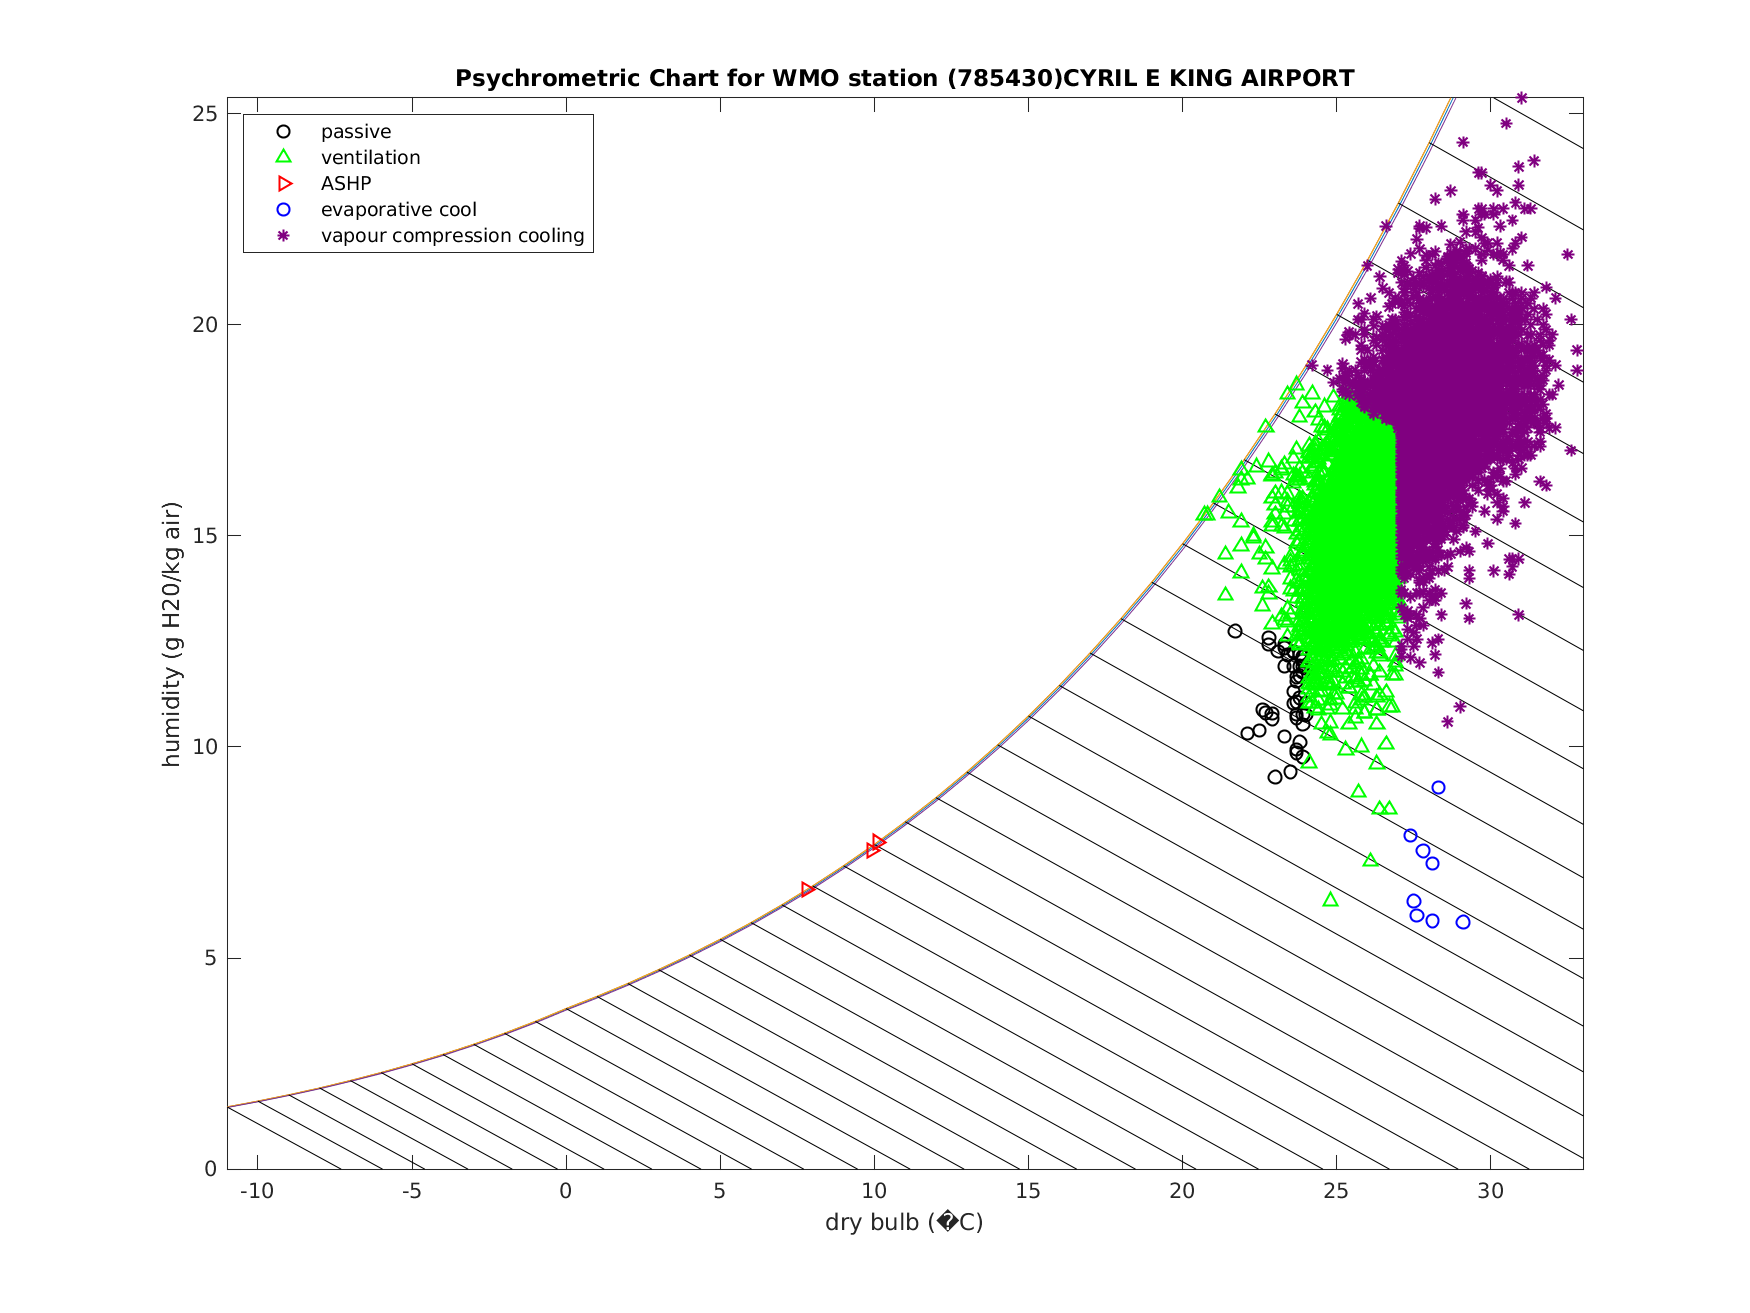 Psychrometric Chart for WMO station (785430)CYRIL E KING AIRPORT
passive
ventilation
ASHP
evaporative cool
vapour compression cooling
humidity (g H20/kg air)
25
20
15
10
5
0
-10 -5 0 5 10 15 20 25 30
dry bulb (�C)